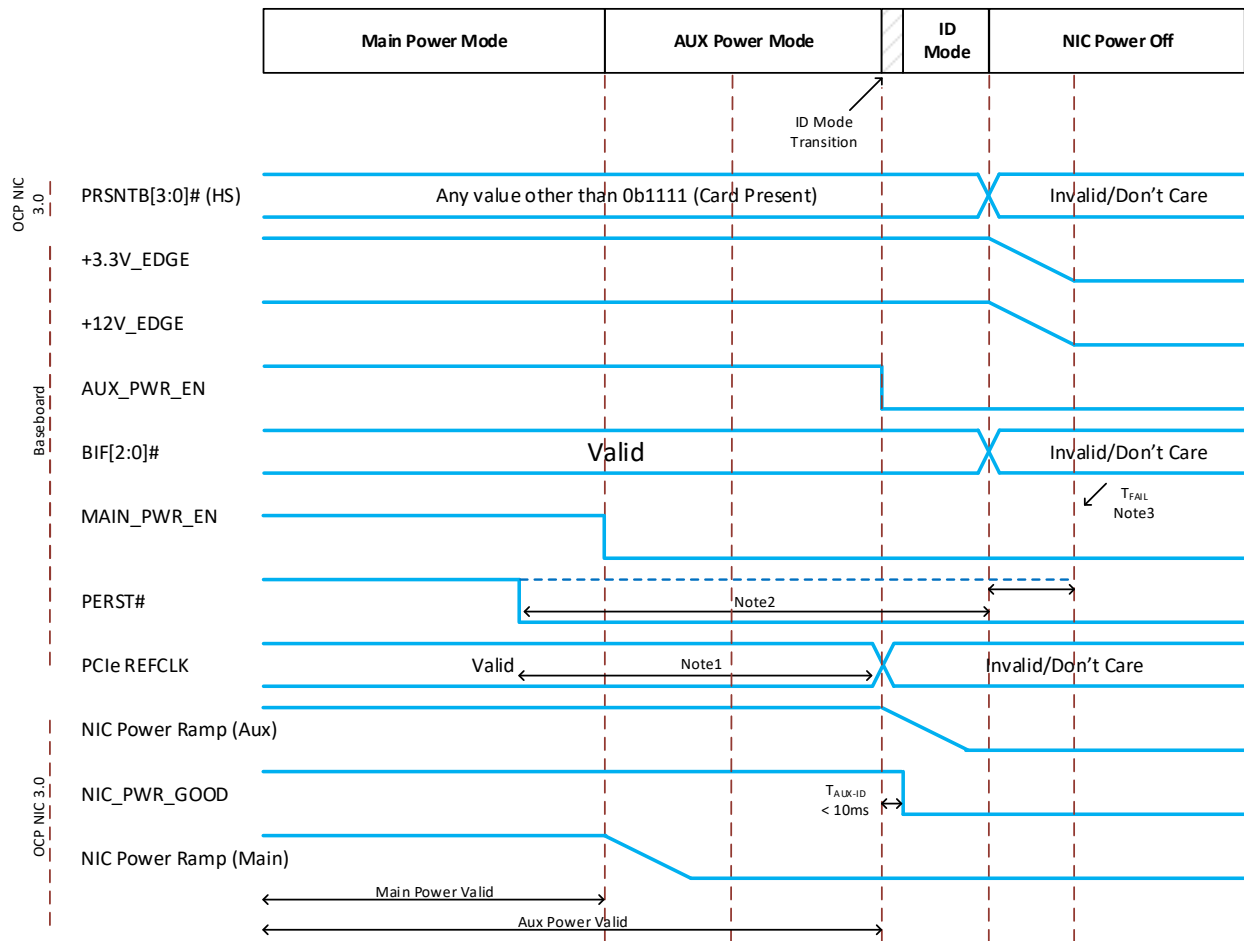 Main Power Mode
AUX Power Mode
ID
Mode
NIC Power Off
ID Mode
Transition
OCP NIC
3.0
PRSNTB[3:0]# (HS)
Any value other than 0b1111 (Card Present)
Invalid/Don't Care
+3.3V_EDGE
+12V_EDGE
AUX_PWR_EN
Baseboard
BIF[2:0]#
Valid
Invalid/Don't Care
TFAIL
Note3
MAIN_PWR_EN
PERST#
Note2
PCIe REFCLK
Valid
Note1
Invalid/Don't Care
NIC Power Ramp (Aux)
OCP NIC 3.0
NIC_PWR_GOOD
TAUX-ID
< 10ms
NIC Power Ramp (Main)
Main Power Valid
Aux Power Valid